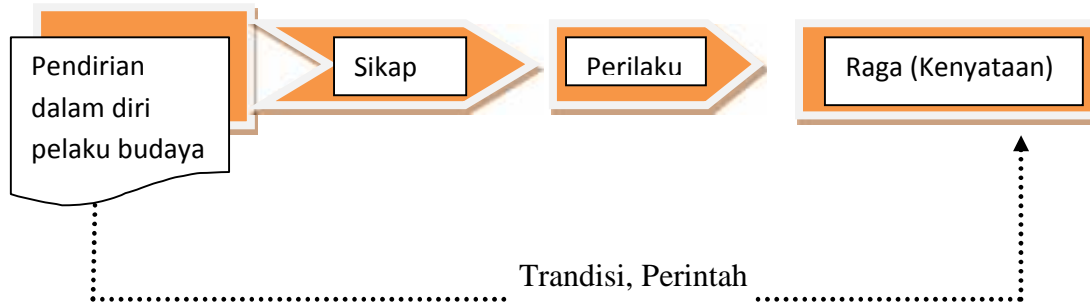 Pendirian
dalam diri
pelaku budaya
Sikap
Perilaku
Raga (Kenyataan)
Trandisi, Perintah